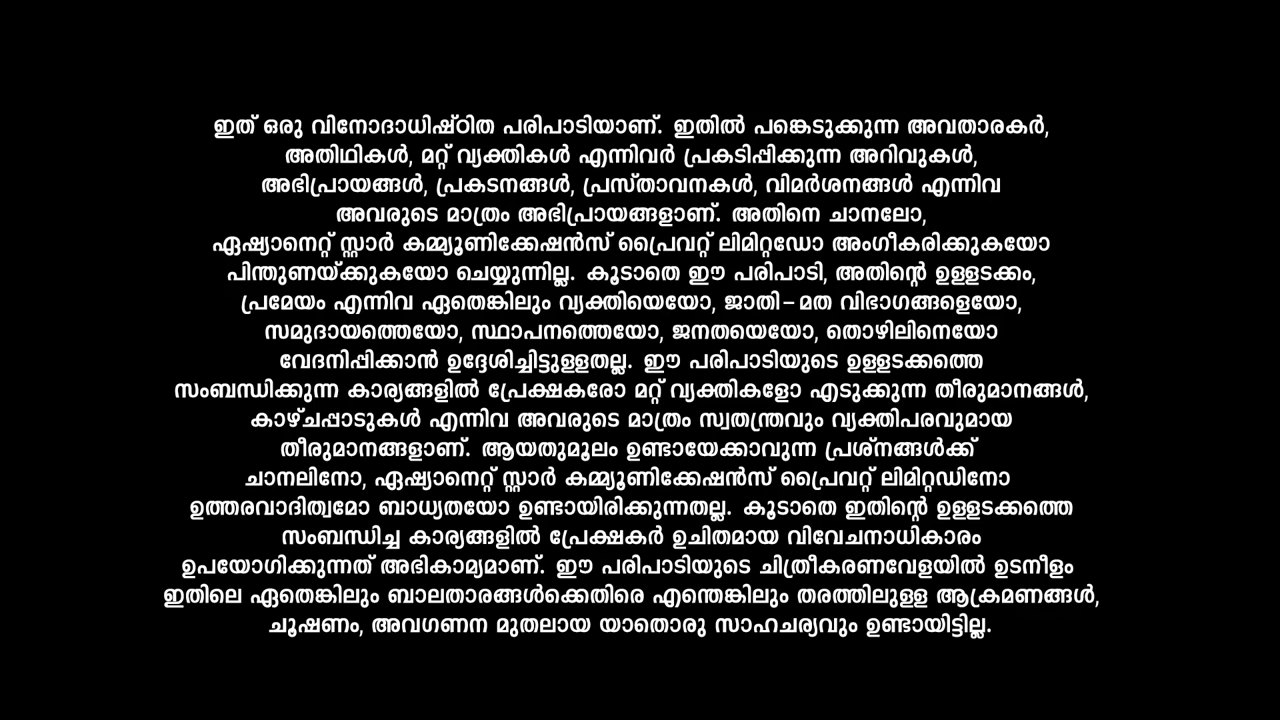 ഇത് ഒരു വിനോദാധിഷ്ഠിത പരിപാടിയാണ്. ഇതിൽ പങ്കെടുക്കുന്ന അവതാരകർ,
അതിഥികൾ, മറ്റ് വ്യക്തികൾ എന്നിവർ പ്രകടിപ്പിക്കുന്ന അറിവുകൾ,
അഭിപ്രായങ്ങൾ, പ്രകടനങ്ങൾ, പ്രസ്താവനകൾ, വിമർശനങ്ങൾ എന്നിവ
അവരുടെ മാത്രം അഭിപ്രായങ്ങളാണ്. അതിനെ ചാനലോ,
ഏഷ്യാനെറ്റ് സ്റ്റാർ കമ്മ്യൂണിക്കേഷൻസ് പ്രൈവറ്റ് ലിമിറ്റഡോ അംഗീകരിക്കുകയോ
പിന്തുണയ്ക്കുകയോ ചെയ്യുന്നില്ല. കൂടാതെ ഈ പരിപാടി, അതിന്റെ ഉള്ളടക്കം,
പ്രമേയം എന്നിവ ഏതെങ്കിലും വ്യക്തിയെയോ, ജാതി–മത വിഭാഗങ്ങളെയോ,
സമുദായത്തെയോ, സ്ഥാപനത്തെയോ, ജനതയെയോ, തൊഴിലിനെയോ
വേദനിപ്പിക്കാൻ ഉദ്ദേശിച്ചിട്ടുള്ളതല്ല. ഈ പരിപാടിയുടെ ഉള്ളടക്കത്തെ
സംബന്ധിക്കുന്ന കാര്യങ്ങളിൽ പ്രേക്ഷകരോ മറ്റ് വ്യക്തികളോ എടുക്കുന്ന തീരുമാനങ്ങൾ,
കാഴ്ചപ്പാടുകൾ എന്നിവ അവരുടെ മാത്രം സ്വതന്ത്രവും വ്യക്തിപരവുമായ
തീരുമാനങ്ങളാണ്. ആയതുമൂലം ഉണ്ടായേക്കാവുന്ന പ്രശ്നങ്ങൾക്ക്
ചാനലിനോ, ഏഷ്യാനെറ്റ് സ്റ്റാർ കമ്മ്യൂണിക്കേഷൻസ് പ്രൈവറ്റ് ലിമിറ്റഡിനോ
ഉത്തരവാദിത്വമോ ബാധ്യതയോ ഉണ്ടായിരിക്കുന്നതല്ല. കൂടാതെ ഇതിന്റെ ഉള്ളടക്കത്തെ
സംബന്ധിച്ച കാര്യങ്ങളിൽ പ്രേക്ഷകർ ഉചിതമായ വിവേചനാധികാരം
ഉപയോഗിക്കുന്നത് അഭികാമ്യമാണ്. ഈ പരിപാടിയുടെ ചിത്രീകരണവേളയിൽ ഉടനീളം
ഇതിലെ ഏതെങ്കിലും ബാലതാരങ്ങൾക്കെതിരെ എന്തെങ്കിലും തരത്തിലുള്ള ആക്രമണങ്ങൾ,
ചൂഷണം, അവഗണന മുതലായ യാതൊരു സാഹചര്യവും ഉണ്ടായിട്ടില്ല.